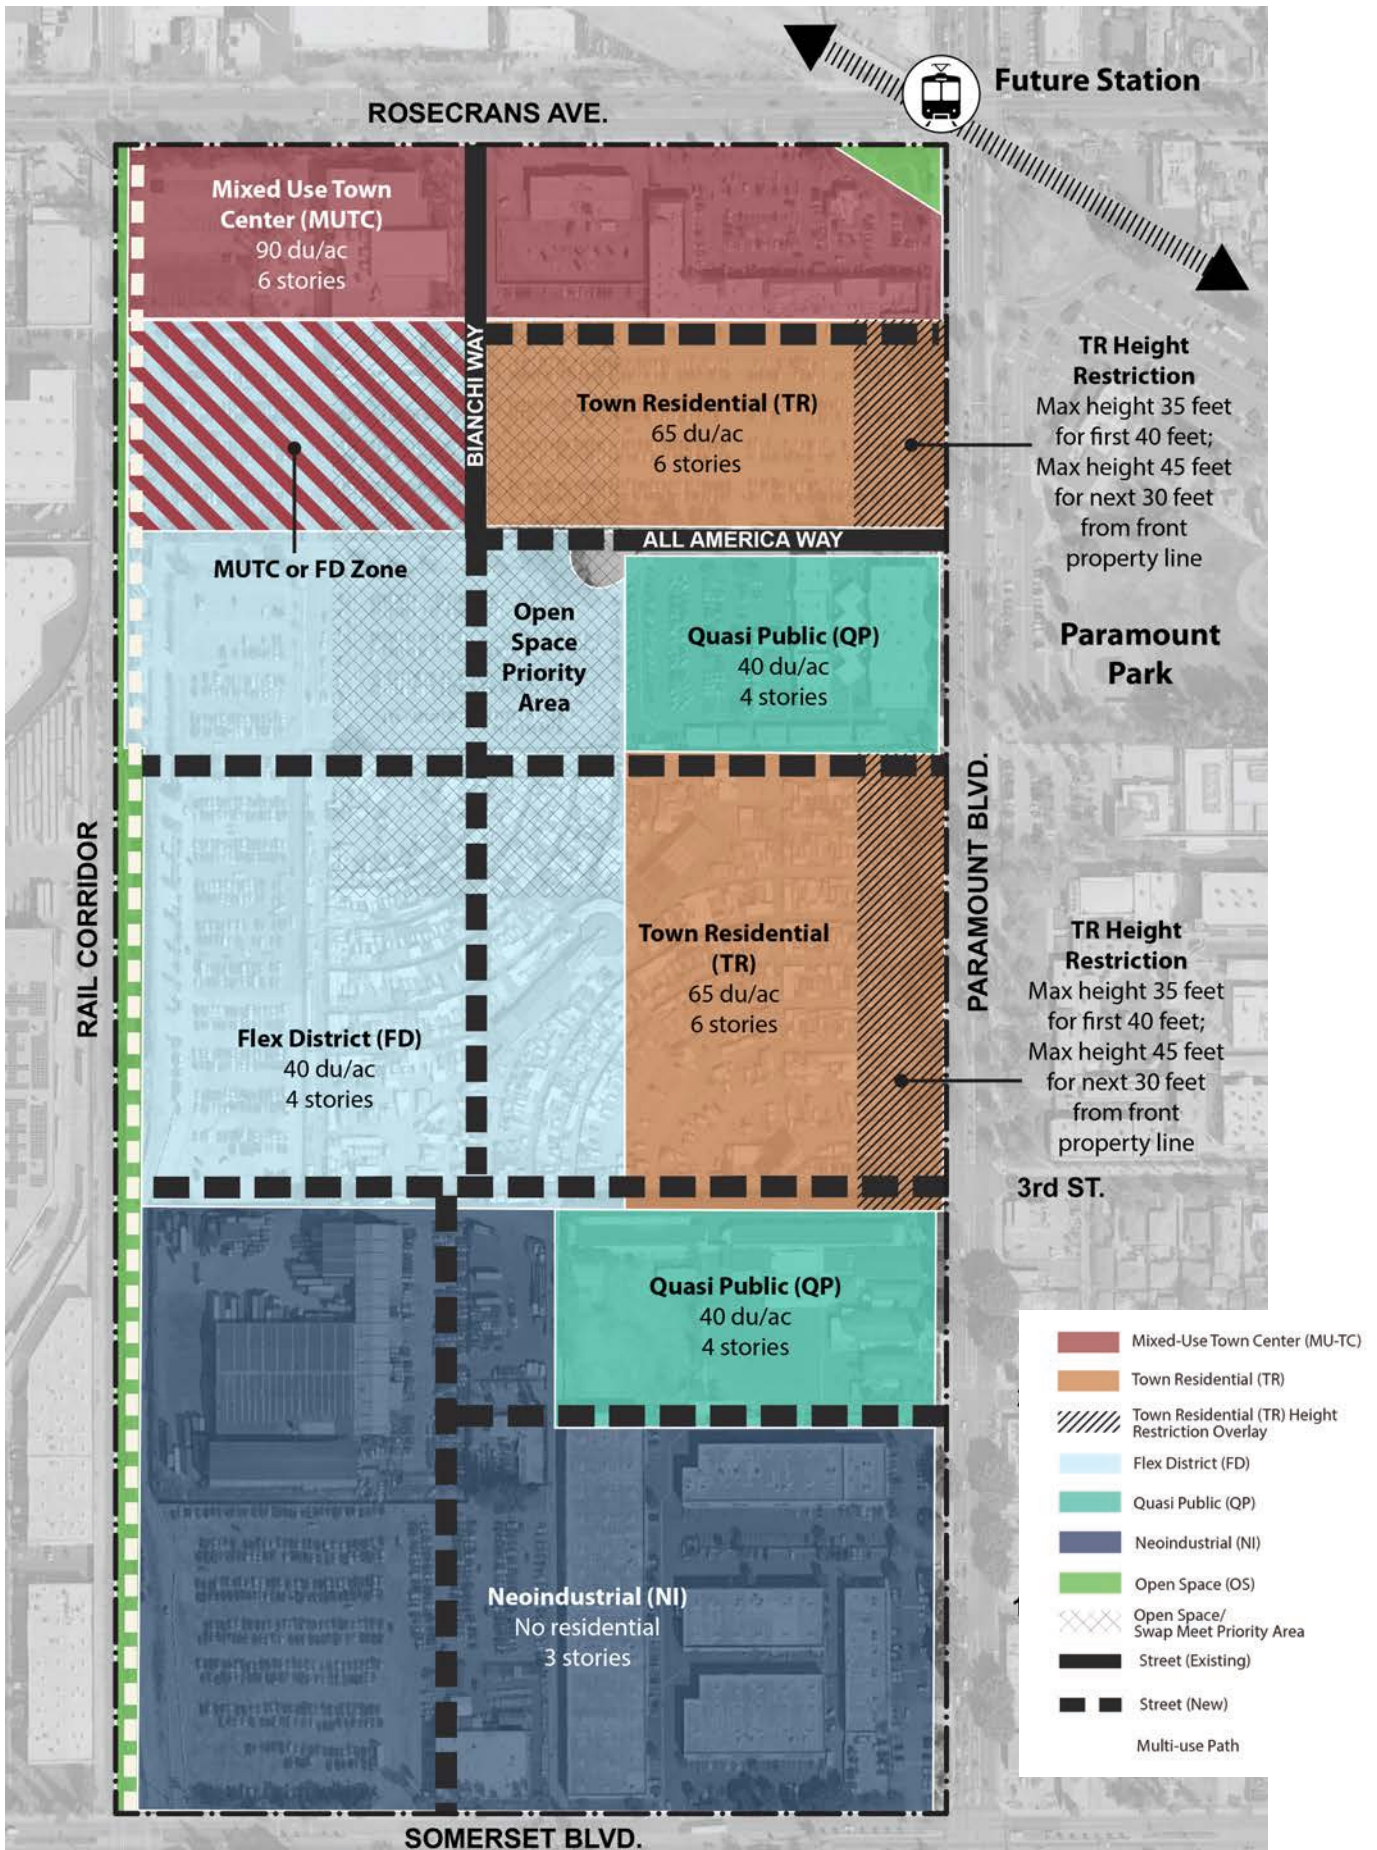 Future Station
ROSECRANS AVE.
Mixed Use Town
Center (MUTC)
90 du/ac
6 stories
BIANCHI WAY
Town Residential (TR)
65 du/ac
6 stories
TR Height
Restriction
Max height 35 feet
for first 40 feet;
Max height 45 feet
for next 30 feet
from front
property line
ALL AMERICA WAY
MUTC or FD Zone
Open
Space
Priority
Area
Quasi Public (QP)
40 du/ac
4 stories
Paramount
Park
RAIL CORRIDOR
PARAMOUNT BLVD.
Town Residential
(TR)
65 du/ac
6 stories
TR Height
Restriction
Max height 35 feet
for first 40 feet;
Max height 45 feet
for next 30 feet
from front
property line
Flex District (FD)
40 du/ac
4 stories
3rd ST.
Quasi Public (QP)
40 du/ac
4 stories
Neoindustrial (NI)
No residential
3 stories
SOMERSET BLVD.
Mixed-Use Town Center (MU-TC)
Town Residential (TR)
Town Residential (TR) Height
Restriction Overlay
Flex District (FD)
Quasi Public (QP)
Neoindustrial (NI)
Open Space (OS)
Open Space/
Swap Meet Priority Area
Street (Existing)
Street (New)
Multi-use Path